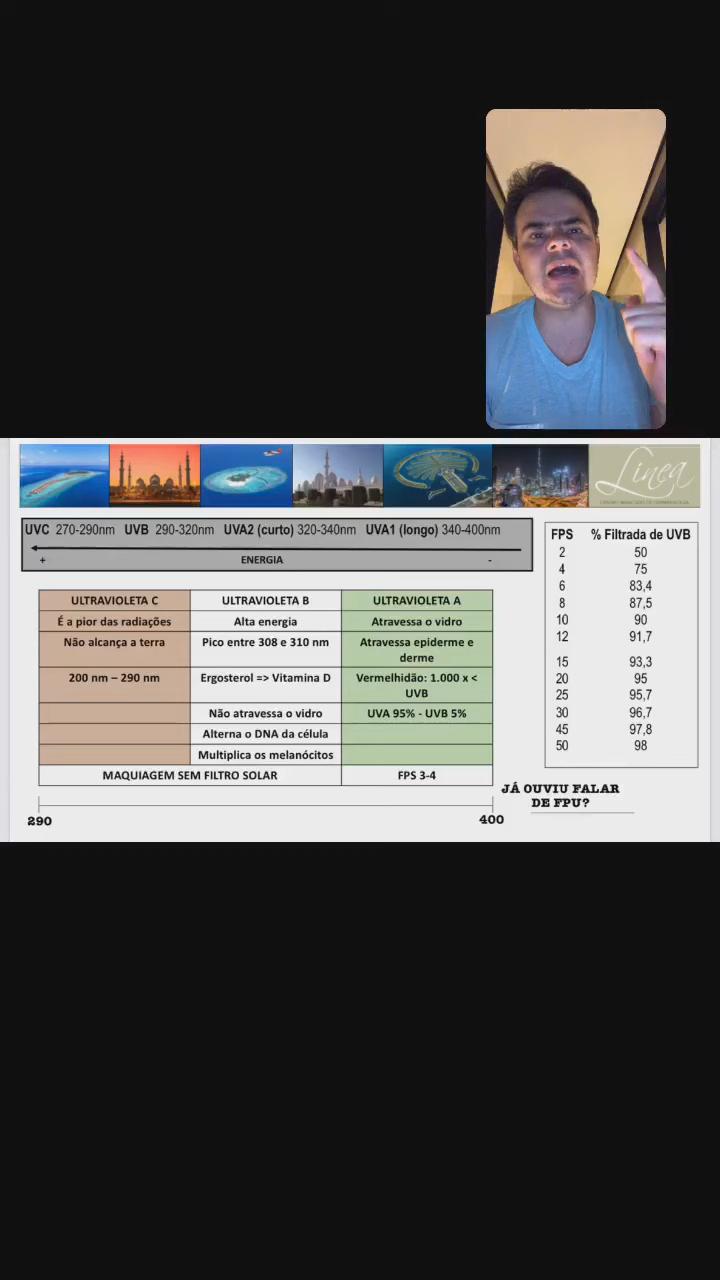 Linea
UVC 270-290nm UVB 290-320nm UVA2 (curto) 320-340nm UVA1 (longo) 340-400nm
+ ENERGIA -
FPS % Filtrada de UVB
2 50
4 75
6 83,4
8 87,5
10 90
12 91,7
15 93,3
20 95
25 95,7
30 96,7
45 97,8
50 98
ULTRAVIOLETA C ULTRAVIOLETA B ULTRAVIOLETA A
É a pior das radiações Alta energia Atravessa o vidro
Não alcança a terra Pico entre 308 e 310 nm Atravessa epiderme e
derme
200 nm – 290 nm Ergosterol => Vitamina D Vermelhidão: 1.000 x <
UVB
Não atravessa o vidro UVA 95% - UVB 5%
Alterna o DNA da célula
Multiplica os melanócitos
MAQUIAGEM SEM FILTRO SOLAR FPS 3-4
JÁ OUVIU FALAR
DE FPU?
290 400